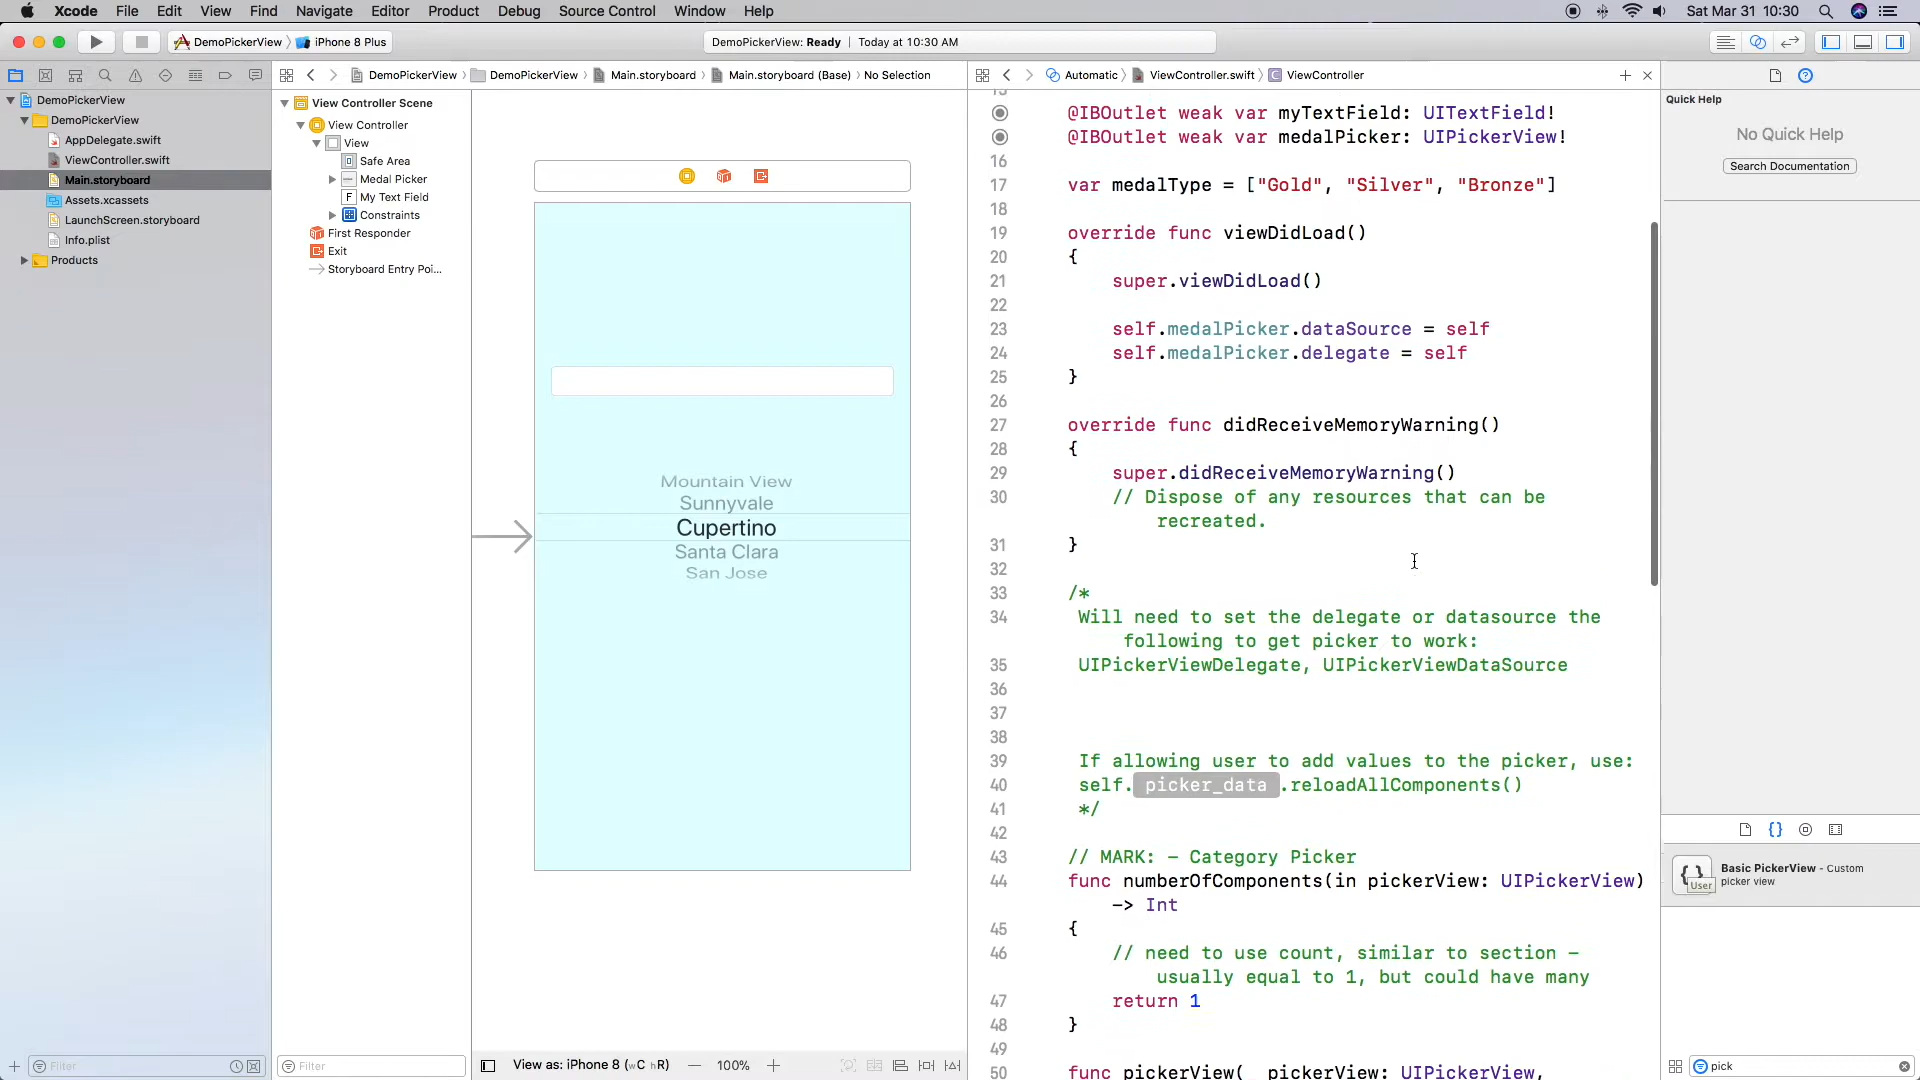 Xcode File Edit View Find Navigate Editor Product Debug Source Control Window Help Sat Mar 31 10:30
DemoPickerView iPhone 8 Plus DemoPickerView: Ready Today at 10:30 AM
DemoPickerView DemoPickerView Main.storyboard Main.storyboard (Base) No Selection
Automatic ViewController.swift ViewController
DemoPickerView
DemoPickerView
AppDelegate.swift
ViewController.swift
Main.storyboard
Assets.xcassets
LaunchScreen.storyboard
Info.plist
Products
Filter
View Controller Scene
View Controller
View
Safe Area
Medal Picker
F My Text Field
Constraints
First Responder
Exit
Storyboard Entry Poi...
Filter
Mountain View
Sunnyvale
Cupertino
Santa Clara
San Jose
View as: iPhone 8 (wC hR) — 100% +
@IBOutlet weak var myTextField: UITextField!
@IBOutlet weak var medalPicker: UIPickerView!
16
17 var medalType = ["Gold", "Silver", "Bronze"]
18
19 override func viewDidLoad()
20 {
21 super.viewDidLoad()
22
23 self.medalPicker.dataSource = self
24 self.medalPicker.delegate = self
25 }
26
27 override func didReceiveMemoryWarning()
28 {
29 super.didReceiveMemoryWarning()
30 // Dispose of any resources that can be
recreated.
31 }
32
33 /*
34 Will need to set the delegate or datasource the
following to get picker to work:
35 UIPickerViewDelegate, UIPickerViewDataSource
36
37
38
39 If allowing user to add values to the picker, use:
40 self. picker_data .reloadAllComponents()
41 */
42
43 // MARK: - Category Picker
44 func numberOfComponents(in pickerView: UIPickerView)
-> Int
45 {
46 // need to use count, similar to section -
usually equal to 1, but could have many
47 return 1
48 }
49
50 func pickerView(_ pickerView: UIPickerView,
Quick Help
No Quick Help
Search Documentation
{ } User
Basic PickerView - Custom
picker view
pick